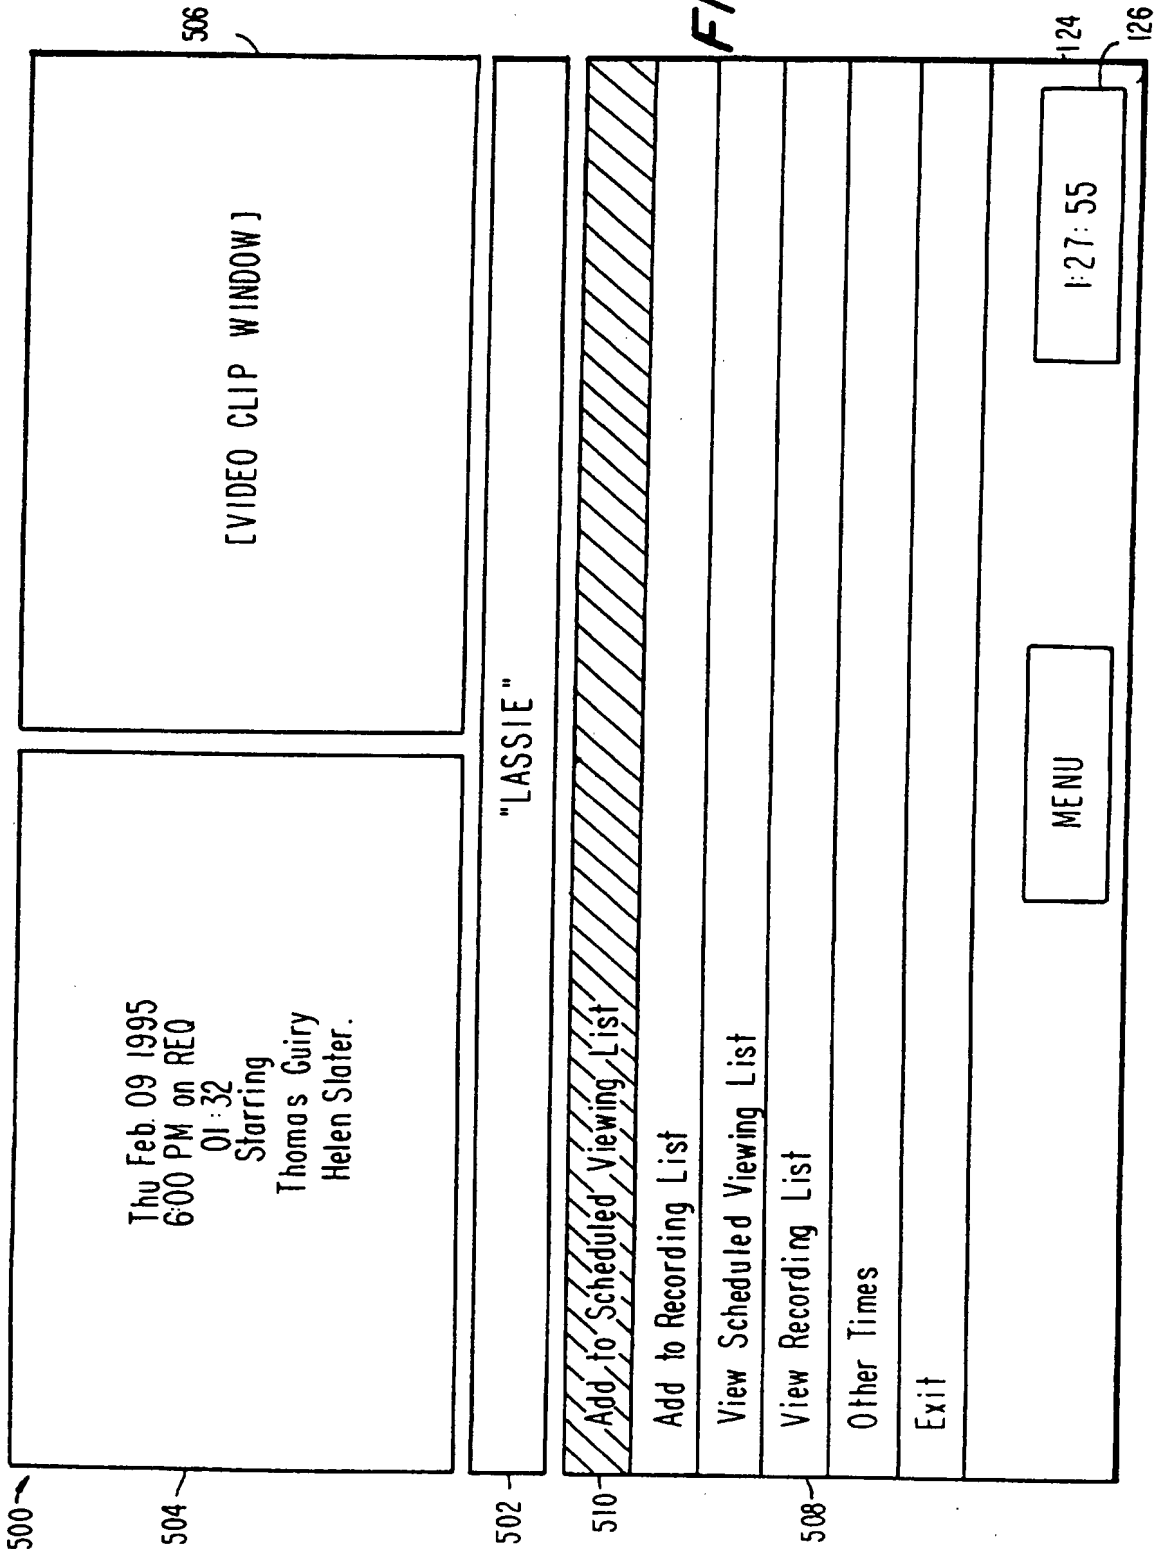 500
504
506
Thu Feb. 09 1995
6:00 PM on REQ
01:32
Starring
Thomas Guiry
Helen Slater.
[VIDEO CLIP WINDOW]
502
"LASSIE"
510
Add to Scheduled Viewing List
Add to Recording List
View Scheduled Viewing List
508
View Recording List
Other Times
Exit
MENU
1:27:55
124
126